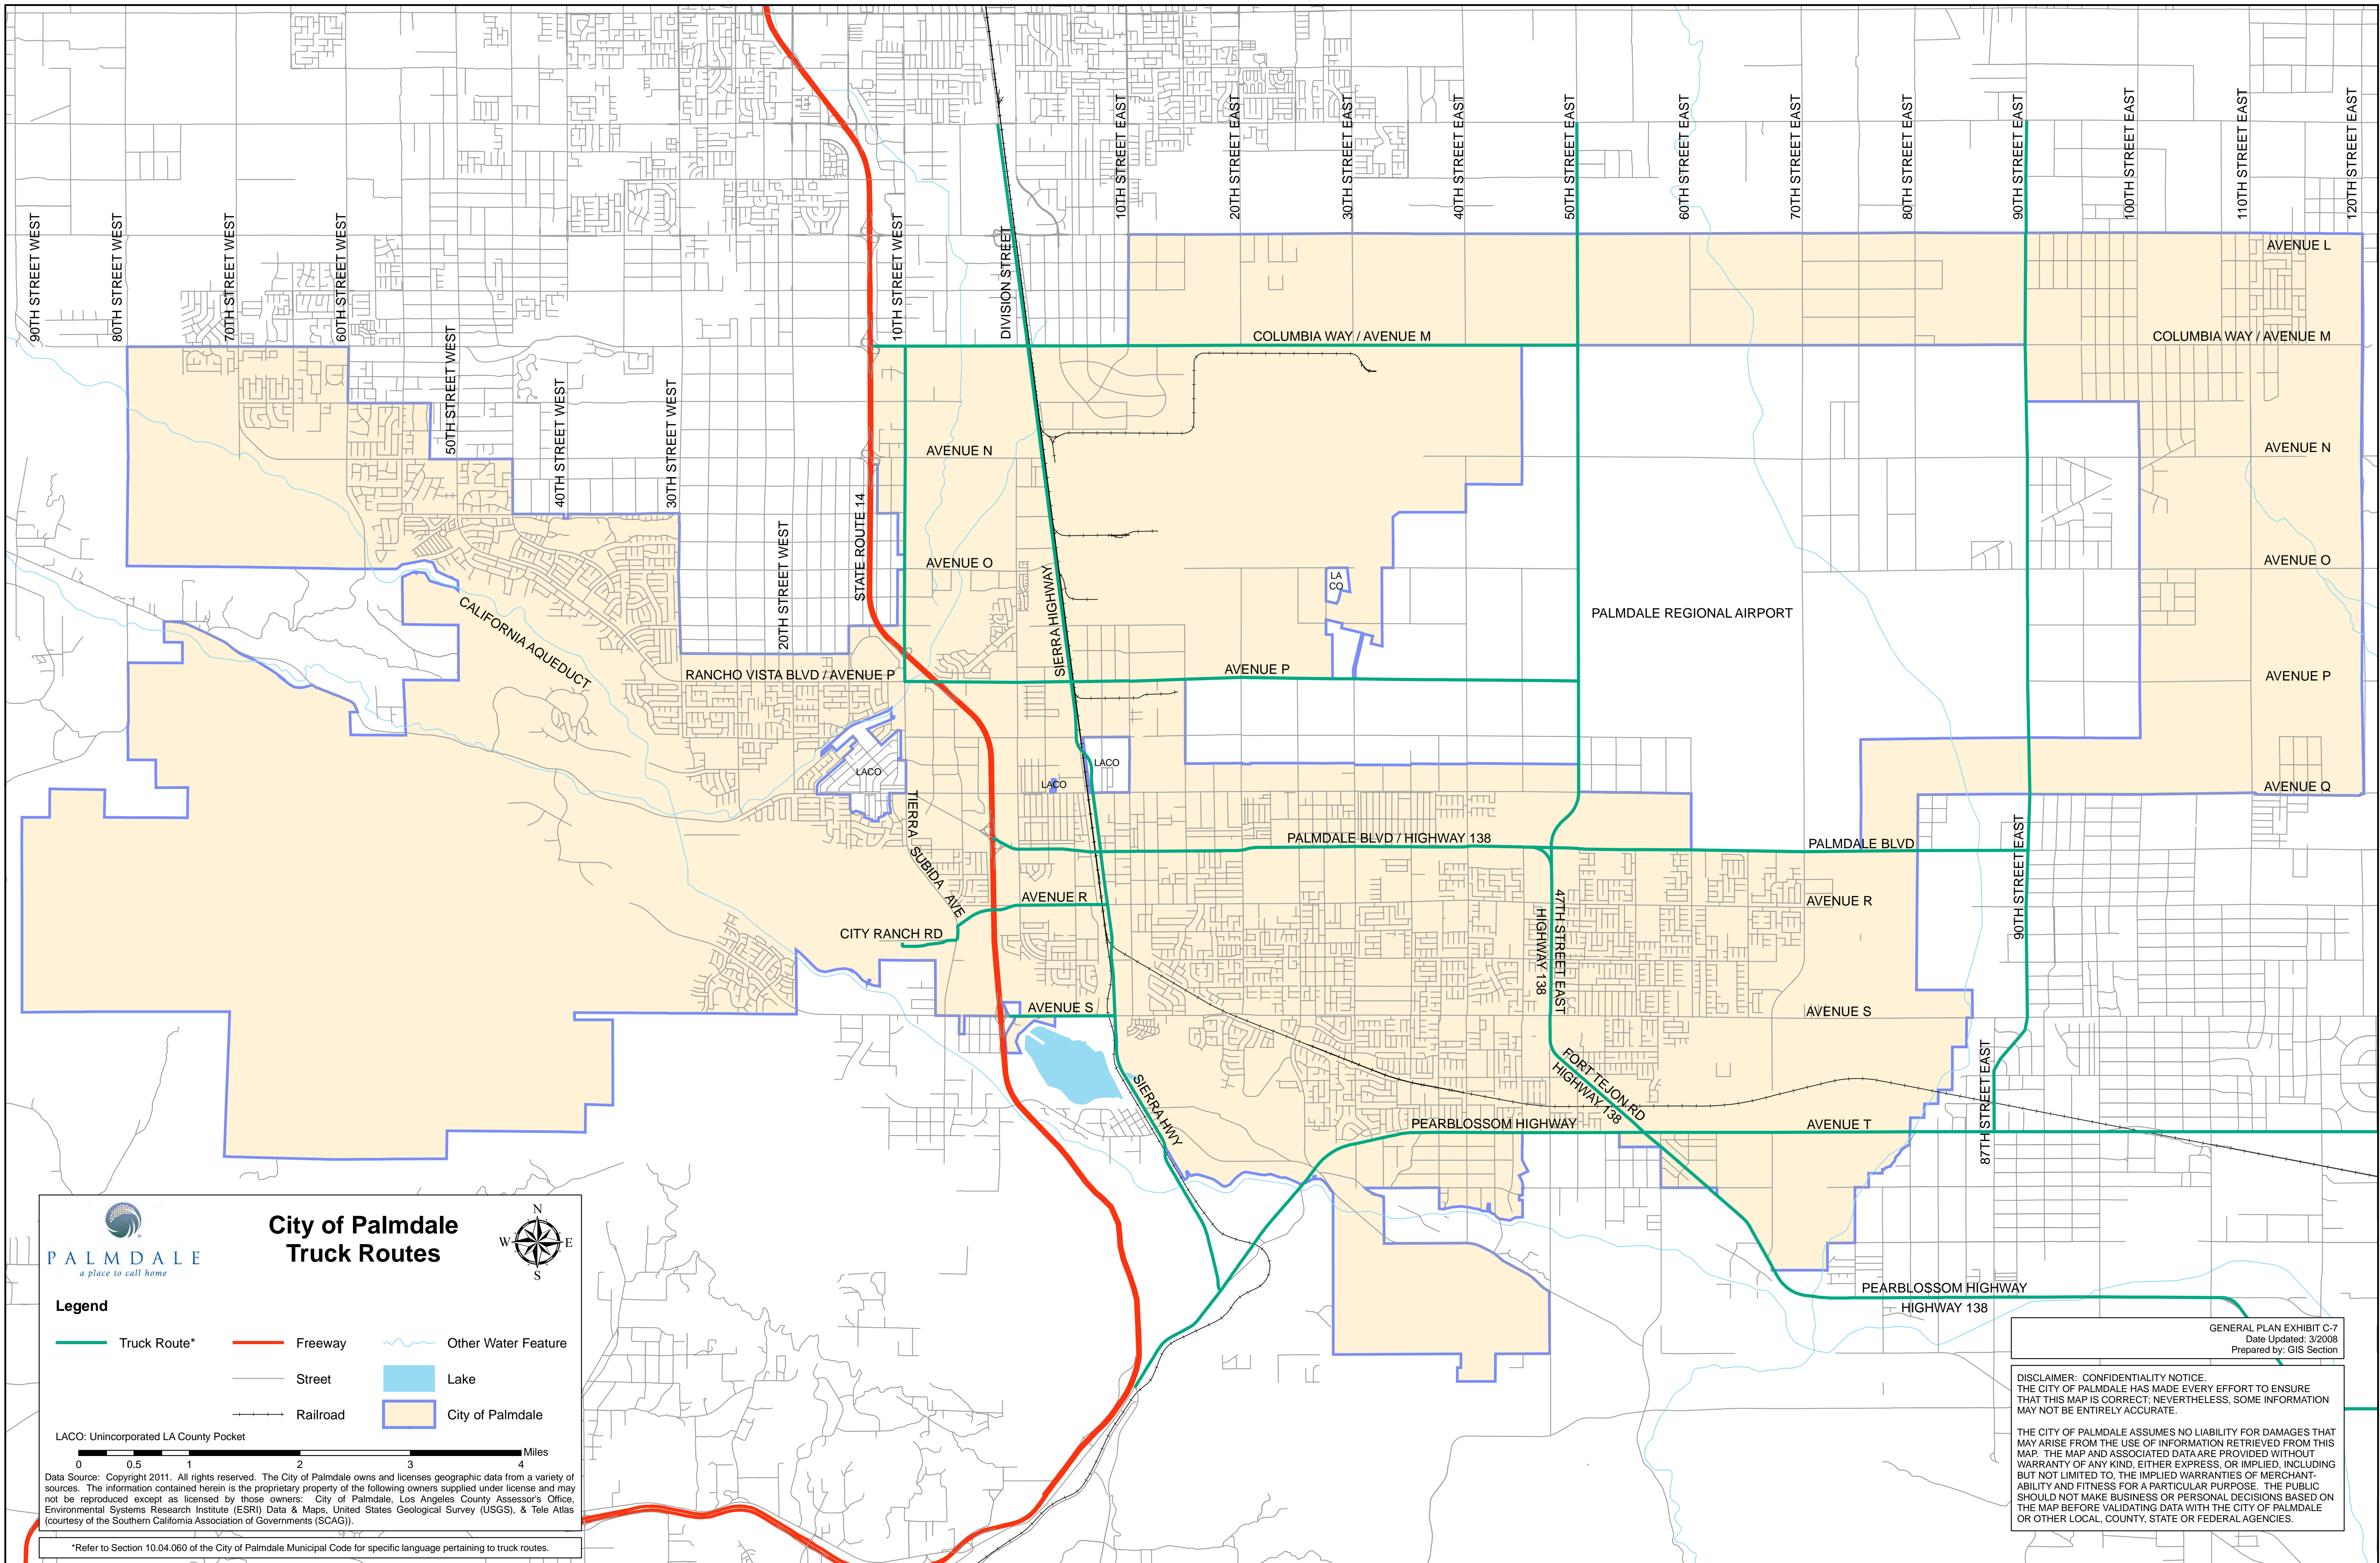 90TH STREET WEST
80TH STREET WEST
70TH STREET WEST
60TH STREET WEST
50TH STREET WEST
40TH STREET WEST
30TH STREET WEST
20TH STREET WEST
STATE ROUTE 14
10TH STREET WEST
DIVISION STREET
10TH STREET EAST
20TH STREET EAST
30TH STREET EAST
40TH STREET EAST
50TH STREET EAST
60TH STREET EAST
70TH STREET EAST
80TH STREET EAST
90TH STREET EAST
100TH STREET EAST
110TH STREET EAST
120TH STREET EAST
AVENUE L
COLUMBIA WAY / AVENUE M
COLUMBIA WAY / AVENUE M
AVENUE N
AVENUE N
AVENUE O
AVENUE O
LA
CO
SIERRA HIGHWAY
CALIFORNIA AQUEDUCT
PALMDALE REGIONAL AIRPORT
RANCHO VISTA BLVD / AVENUE P
AVENUE P
AVENUE P
LACO
LACO
LACO
AVENUE Q
TIERRA SUBIDA AVE
PALMDALE BLVD / HIGHWAY 138
PALMDALE BLVD
90TH STREET EAST
AVENUE R
AVENUE R
CITY RANCH RD
47TH STREET EAST
HIGHWAY 138
AVENUE S
AVENUE S
FORT TEJON RD
HIGHWAY 138
SIERRA HWY
87TH STREET EAST
PEARBLOSSOM HIGHWAY
AVENUE T
PEARBLOSSOM HIGHWAY
HIGHWAY 138
PALMDALE
a place to call home
City of Palmdale
Truck Routes
N
W
E
S
Legend
Truck Route*
Freeway
Other Water Feature
Street
Lake
Railroad
City of Palmdale
LACO: Unincorporated LA County Pocket
Miles
0 0.5 1 2 3 4
Data Source: Copyright 2011. All rights reserved. The City of Palmdale owns and licenses geographic data from a variety of
sources. The information contained herein is the proprietary property of the following owners supplied under license and may
not be reproduced except as licensed by those owners: City of Palmdale, Los Angeles County Assessor's Office,
Environmental Systems Research Institute (ESRI) Data & Maps, United States Geological Survey (USGS), & Tele Atlas
(courtesy of the Southern California Association of Governments (SCAG)).
*Refer to Section 10.04.060 of the City of Palmdale Municipal Code for specific language pertaining to truck routes.
GENERAL PLAN EXHIBIT C-7
Date Updated: 3/2008
Prepared by: GIS Section
DISCLAIMER: CONFIDENTIALITY NOTICE.
THE CITY OF PALMDALE HAS MADE EVERY EFFORT TO ENSURE
THAT THIS MAP IS CORRECT; NEVERTHELESS, SOME INFORMATION
MAY NOT BE ENTIRELY ACCURATE.
THE CITY OF PALMDALE ASSUMES NO LIABILITY FOR DAMAGES THAT
MAY ARISE FROM THE USE OF INFORMATION RETRIEVED FROM THIS
MAP. THE MAP AND ASSOCIATED DATA ARE PROVIDED WITHOUT
WARRANTY OF ANY KIND, EITHER EXPRESS, OR IMPLIED, INCLUDING
BUT NOT LIMITED TO, THE IMPLIED WARRANTIES OF MERCHANT-
ABILITY AND FITNESS FOR A PARTICULAR PURPOSE. THE PUBLIC
SHOULD NOT MAKE BUSINESS OR PERSONAL DECISIONS BASED ON
THE MAP BEFORE VALIDATING DATA WITH THE CITY OF PALMDALE
OR OTHER LOCAL, COUNTY, STATE OR FEDERAL AGENCIES.